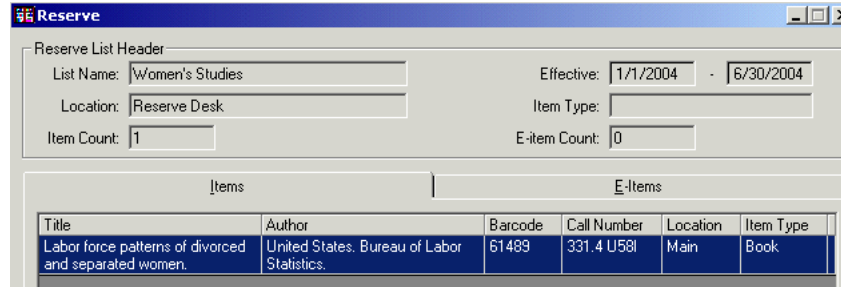 Reserve
Reserve List Header
List Name: Women's Studies Effective: 1/1/2004 - 6/30/2004
Location: Reserve Desk Item Type:
Item Count: 1 E-item Count: 0
Items E-Items
Title Author Barcode Call Number Location Item Type
Labor force patterns of divorced United States. Bureau of Labor 61489 331.4 U58l Main Book
and separated women. Statistics.